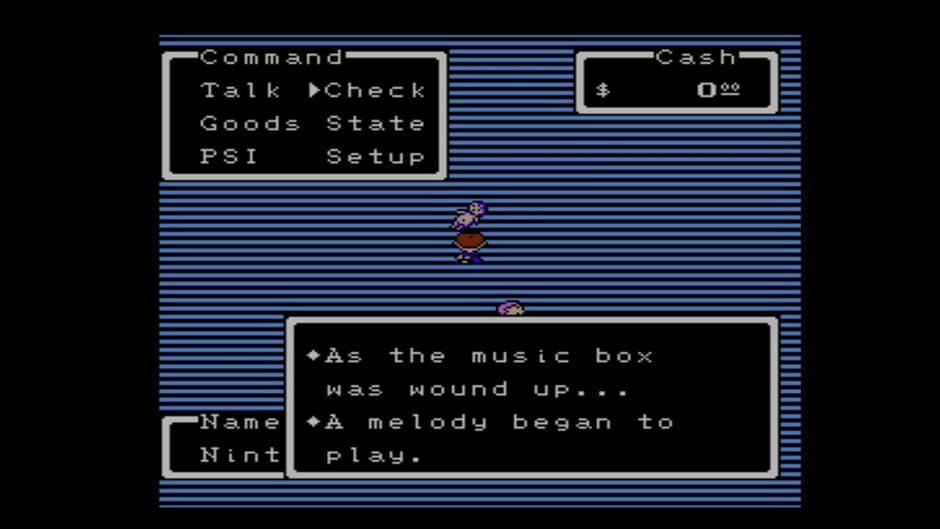 Command
Cash
Talk ▶Check
$ 0.00
Goods State
PSI Setup
◆As the music box
was wound up...
◆A melody began to
play.
Name
Nint